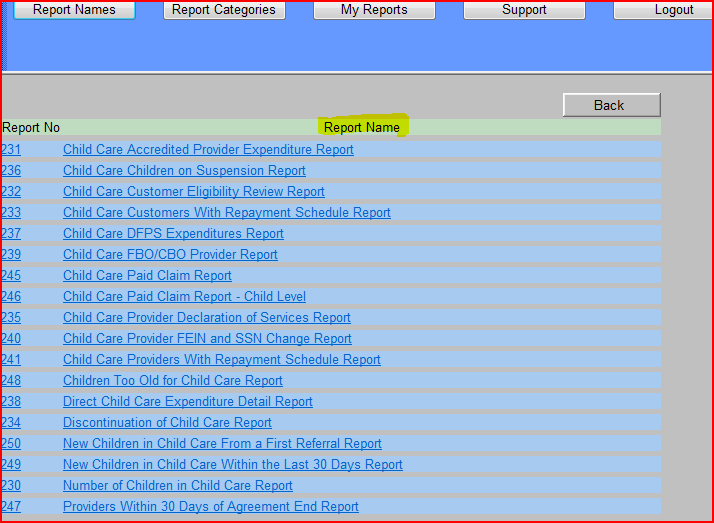 Report Names Report Categories My Reports Support Logout
Back
Report No Report Name
231 Child Care Accredited Provider Expenditure Report
236 Child Care Children on Suspension Report
232 Child Care Customer Eligibility Review Report
233 Child Care Customers With Repayment Schedule Report
237 Child Care DFPS Expenditures Report
239 Child Care FBO/CBO Provider Report
245 Child Care Paid Claim Report
246 Child Care Paid Claim Report - Child Level
235 Child Care Provider Declaration of Services Report
240 Child Care Provider FEIN and SSN Change Report
241 Child Care Providers With Repayment Schedule Report
248 Children Too Old for Child Care Report
238 Direct Child Care Expenditure Detail Report
234 Discontinuation of Child Care Report
250 New Children in Child Care From a First Referral Report
249 New Children in Child Care Within the Last 30 Days Report
230 Number of Children in Child Care Report
247 Providers Within 30 Days of Agreement End Report